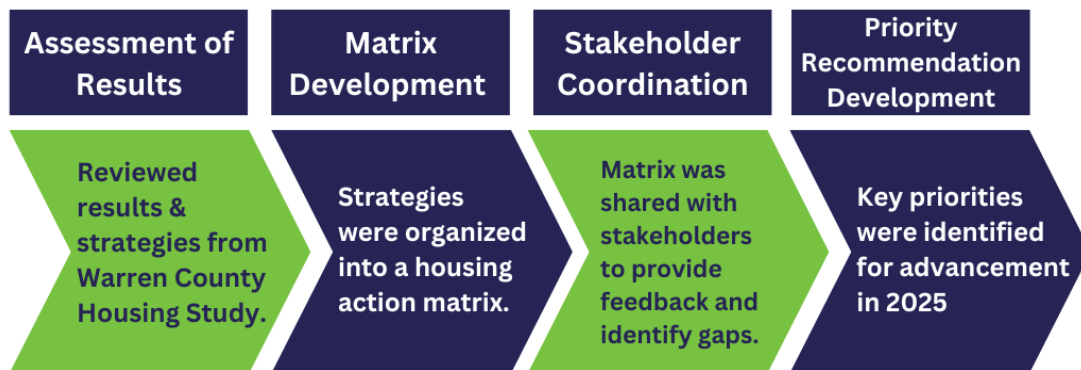 Assessment of
Results
Matrix
Development
Stakeholder
Coordination
Priority
Recommendation
Development
Reviewed
results &
strategies from
Warren County
Housing Study.
Strategies
were organized
into a housing
action matrix.
Matrix was
shared with
stakeholders
to provide
feedback and
identify gaps.
Key priorities
were identified
for advancement
in 2025